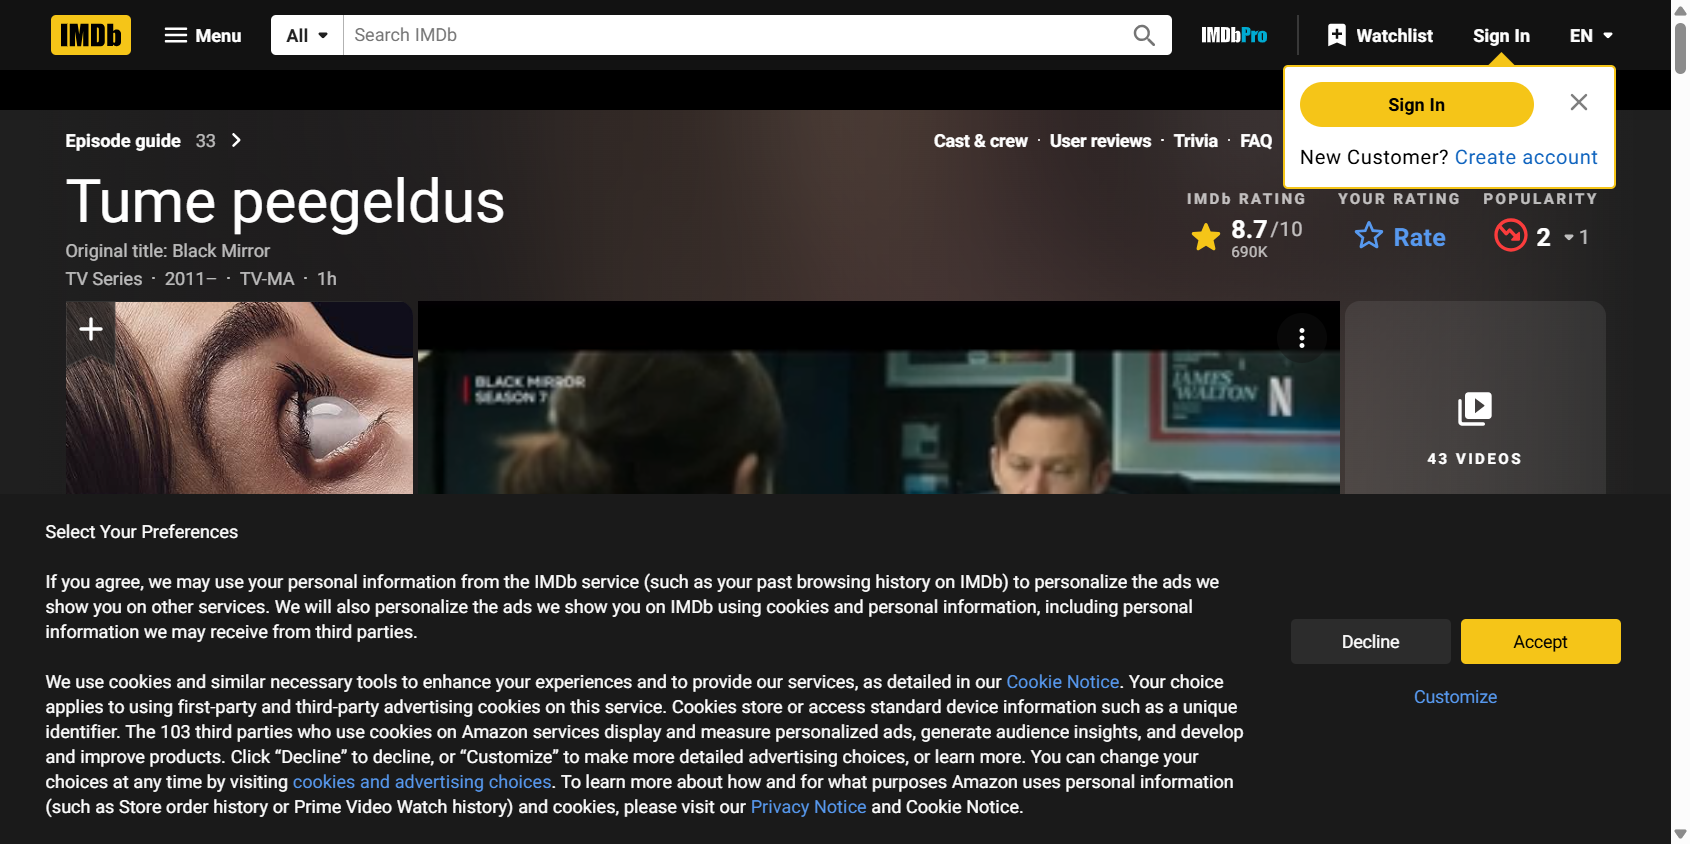 IMDb
Menu
All
Search IMDb
IMDbPro
Watchlist
Sign In
EN
Sign In
New Customer? Create account
Episode guide 33
Cast & crew · User reviews · Trivia · FAQ
Tume peegeldus
Original title: Black Mirror
TV Series · 2011– · TV-MA · 1h
IMDb RATING
8.7/10
690K
YOUR RATING
Rate
POPULARITY
2
1
BLACK MIRROR
SEASON 7
JAMES
WALTON
N
43 VIDEOS
Select Your Preferences
If you agree, we may use your personal information from the IMDb service (such as your past browsing history on IMDb) to personalize the ads we
show you on other services. We will also personalize the ads we show you on IMDb using cookies and personal information, including personal
information we may receive from third parties.
We use cookies and similar necessary tools to enhance your experiences and to provide our services, as detailed in our Cookie Notice. Your choice
applies to using first-party and third-party advertising cookies on this service. Cookies store or access standard device information such as a unique
identifier. The 103 third parties who use cookies on Amazon services display and measure personalized ads, generate audience insights, and develop
and improve products. Click “Decline” to decline, or “Customize” to make more detailed advertising choices, or learn more. You can change your
choices at any time by visiting cookies and advertising choices. To learn more about how and for what purposes Amazon uses personal information
(such as Store order history or Prime Video Watch history) and cookies, please visit our Privacy Notice and Cookie Notice.
Decline
Accept
Customize